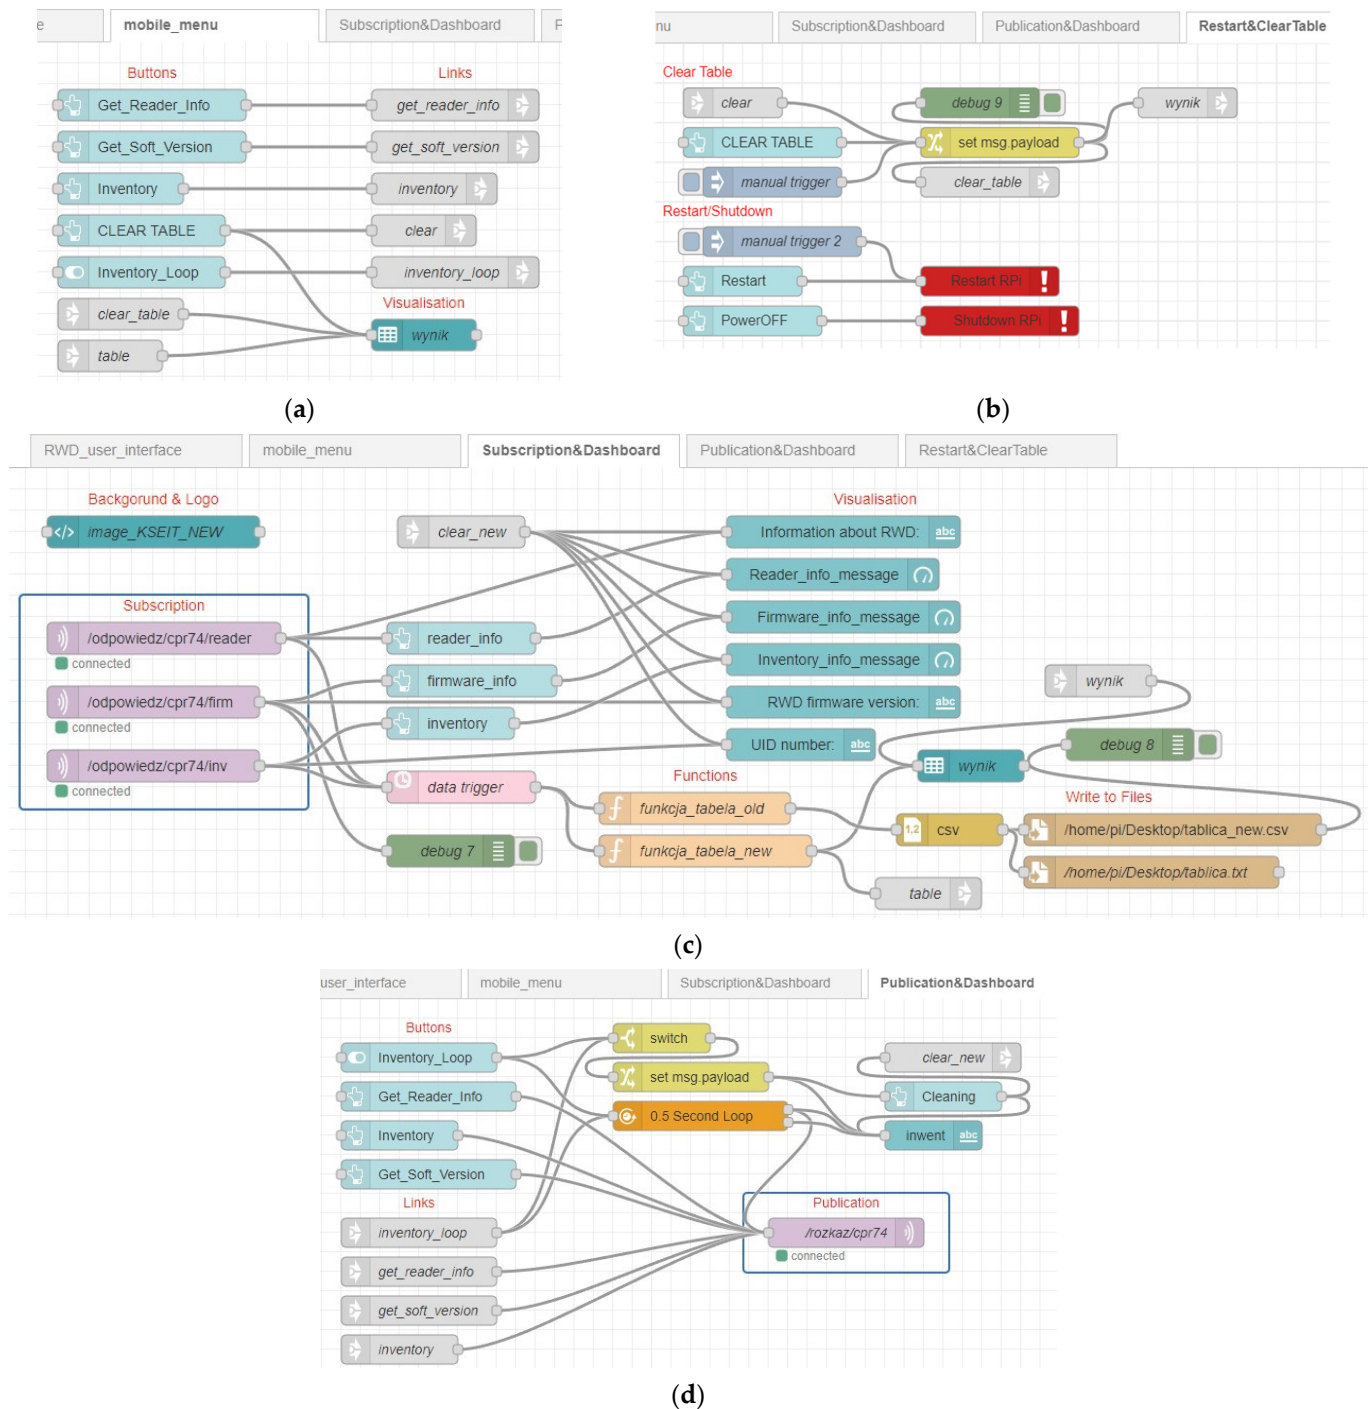 e
mobile_menu
Subscription&Dashboard
Buttons
Links
Get_Reader_Info
get_reader_info
Get_Soft_Version
get_soft_version
Inventory
inventory
CLEAR TABLE
clear
Inventory_Loop
inventory_loop
Visualisation
clear_table
wynik
table
(a)
nu
Subscription&Dashboard
Publication&Dashboard
Restart&ClearTable
Clear Table
clear
debug 9
wynik
CLEAR TABLE
set msg.payload
manual trigger
clear_table
Restart/Shutdown
manual trigger 2
Restart
Restart RPi
PowerOFF
Shutdown RPi
(b)
RWD_user_interface
mobile_menu
Subscription&Dashboard
Publication&Dashboard
Restart&ClearTable
Backgorund & Logo
Visualisation
image_KSEIT_NEW
clear_new
Information about RWD:
abc
Reader_info_message
Subscription
Firmware_info_message
/odpowiedz/cpr74/reader
reader_info
connected
Inventory_info_message
firmware_info
wynik
/odpowiedz/cpr74/firm
RWD firmware version:
abc
connected
inventory
UID number:
abc
debug 8
/odpowiedz/cpr74/inv
wynik
connected
data trigger
Functions
Write to Files
funkcja_tabela_old
1,2
csv
/home/pi/Desktop/tablica_new.csv
debug 7
funkcja_tabela_new
/home/pi/Desktop/tablica.txt
table
(c)
user_interface
mobile_menu
Subscription&Dashboard
Publication&Dashboard
Buttons
switch
Inventory_Loop
clear_new
set msg.payload
Get_Reader_Info
Cleaning
0.5 Second Loop
Inventory
inwent
abc
Get_Soft_Version
Links
Publication
inventory_loop
/rozkaz/cpr74
connected
get_reader_info
get_soft_version
inventory
(d)